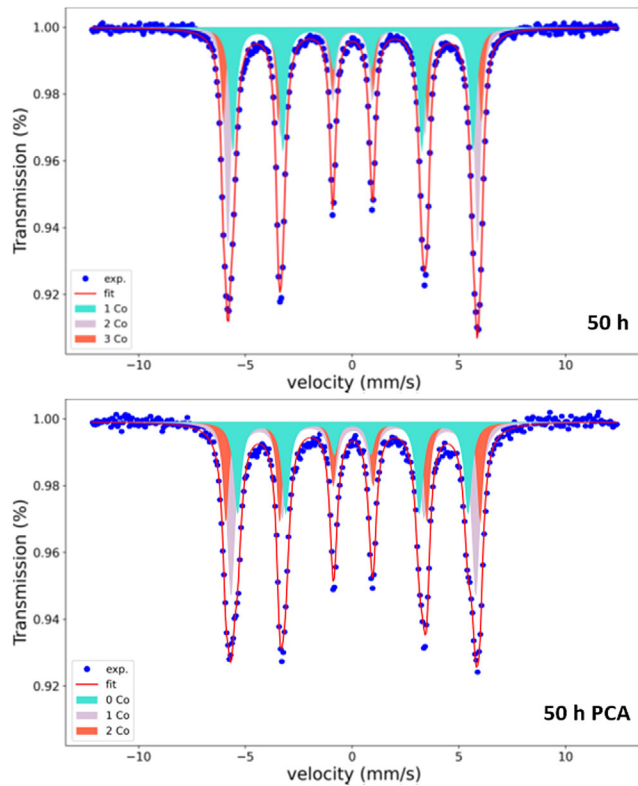 1.00
0.98
0.96
0.94
0.92
Transmission (%)
exp.
fit
1 Co
2 Co
3 Co
50 h
−10
−5
0
5
10
velocity (mm/s)
1.00
0.98
0.96
0.94
0.92
Transmission (%)
exp.
fit
0 Co
1 Co
2 Co
50 h PCA
−10
−5
0
5
10
velocity (mm/s)